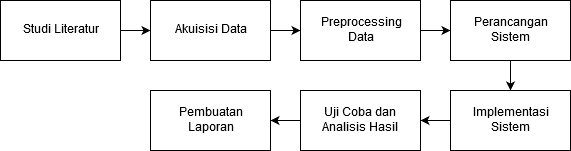 Studi Literatur
Akuisisi Data
Preprocessing
Data
Perancangan
Sistem
Implementasi
Sistem
Uji Coba dan
Analisis Hasil
Pembuatan
Laporan